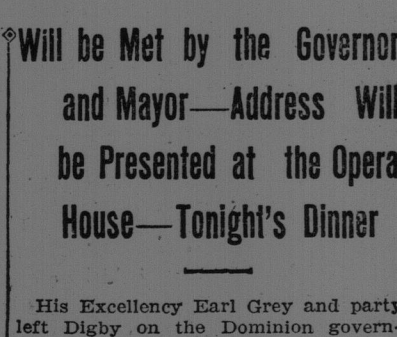 Will be Met by the Governor
and Mayor—Address Will
be Presented at the Opera
House—Tonight's Dinner
His Excellency Earl Grey and party
left Digby on the Dominion govern-